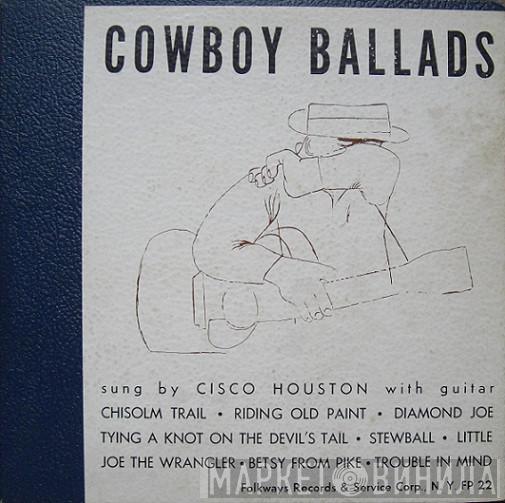 COWBOY BALLADS
sung by CISCO HOUSTON with guitar
CHISOLM TRAIL • RIDING OLD PAINT • DIAMOND JOE
TYING A KNOT ON THE DEVIL'S TAIL • STEWBALL • LITTLE
JOE THE WRANGLER • BETSY FROM PIKE • TROUBLE IN MIND
МАРКЕТ ВИНИЛА
Folkways Records & Service Corp., N. Y. FP 22